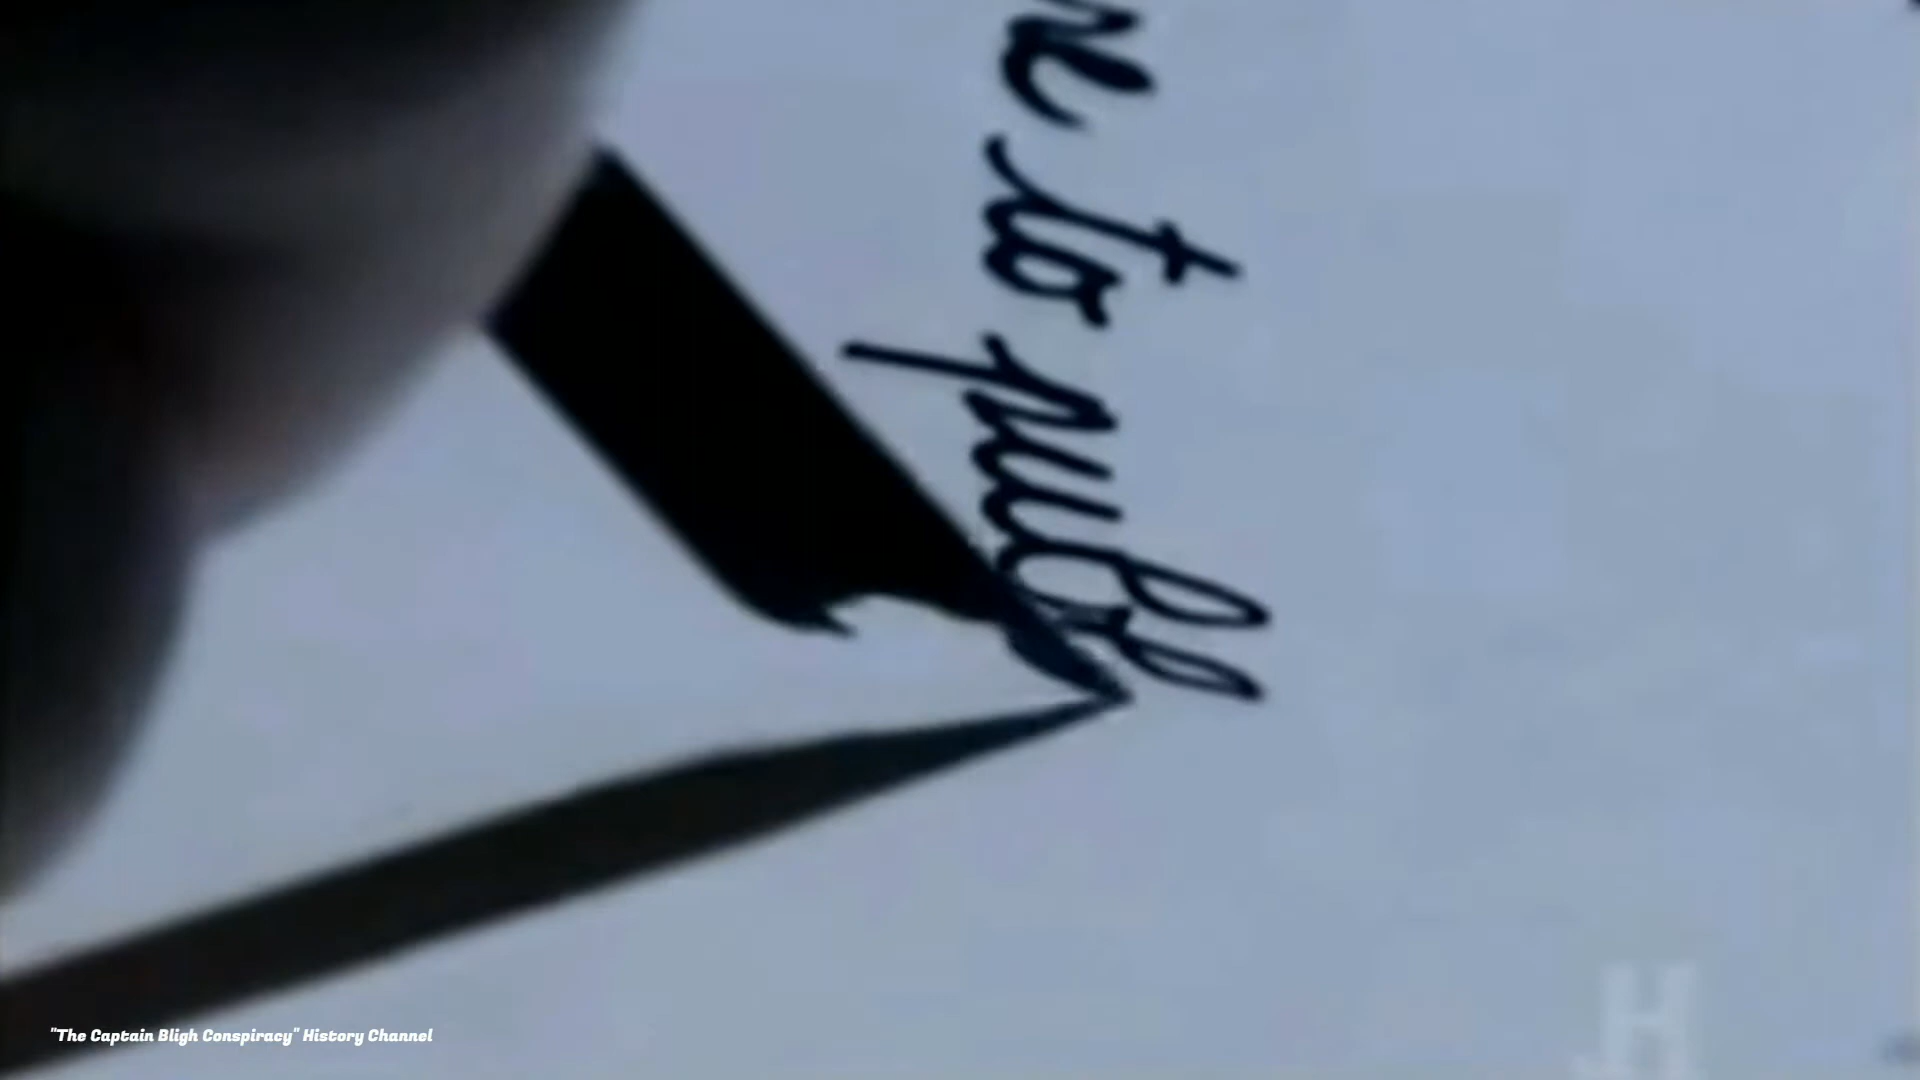 to publ
"The Captain Bligh Conspiracy" History Channel
H